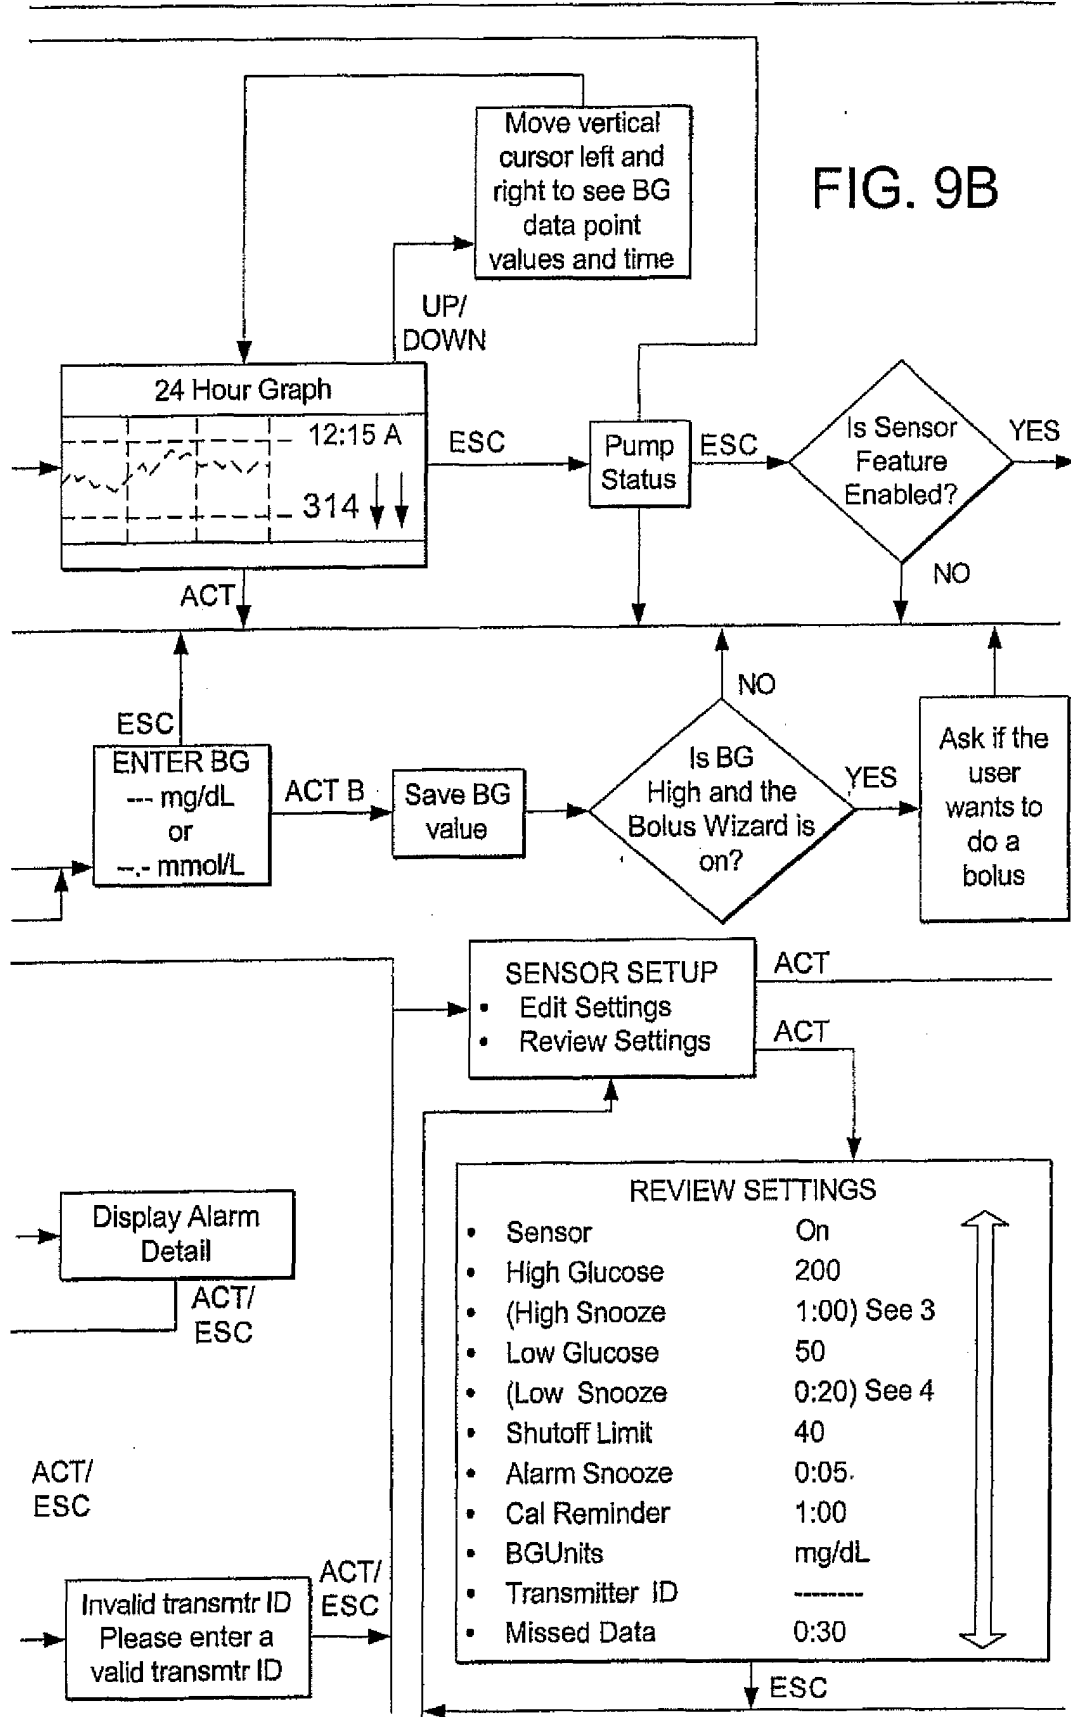 Move vertical
cursor left and
right to see BG
data point
values and time
FIG. 9B
UP/
DOWN
24 Hour Graph
12:15 A
314
ESC
Pump
Status
ESC
Is Sensor
Feature
Enabled?
YES
NO
ACT
ESC
ENTER BG
--- mg/dL
or
-.- mmol/L
ACT B
Save BG
value
Is BG
High and the
Bolus Wizard is
on?
NO
YES
Ask if the
user
wants to
do a
bolus
SENSOR SETUP
• Edit Settings
• Review Settings
ACT
ACT
Display Alarm
Detail
ACT/
ESC
ACT/
ESC
Invalid transmtr ID
Please enter a
valid transmtr ID
ACT/
ESC
REVIEW SETTINGS
• Sensor On
• High Glucose 200
• (High Snooze 1:00) See 3
• Low Glucose 50
• (Low Snooze 0:20) See 4
• Shutoff Limit 40
• Alarm Snooze 0:05
• Cal Reminder 1:00
• BGUnits mg/dL
• Transmitter ID --------
• Missed Data 0:30
ESC